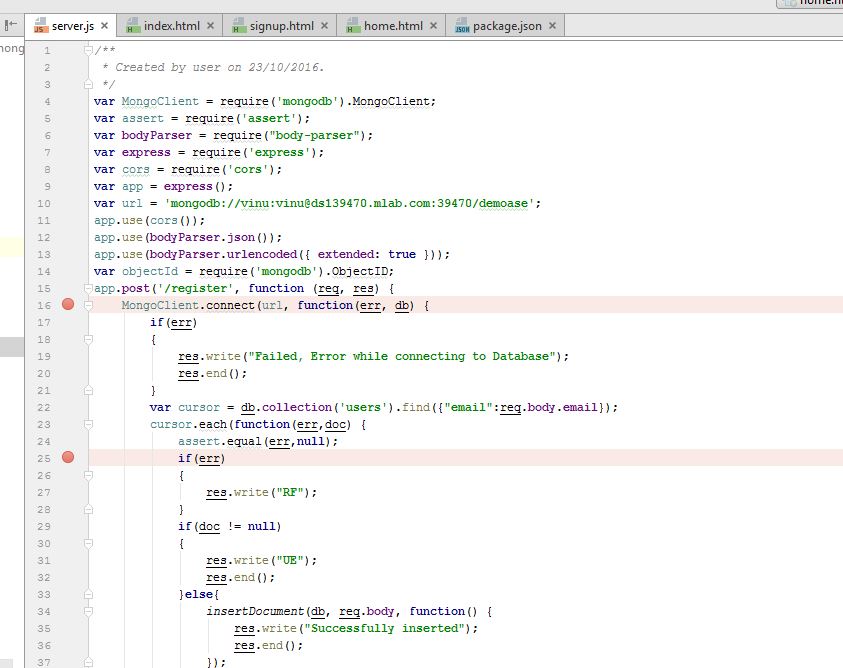 home.h
server.js index.html signup.html home.html package.json
1 /**
2 * Created by user on 23/10/2016.
3 */
4 var MongoClient = require('mongodb').MongoClient;
5 var assert = require('assert');
6 var bodyParser = require("body-parser");
7 var express = require('express');
8 var cors = require('cors');
9 var app = express();
10 var url = 'mongodb://vinu:vinu@ds139470.mlab.com:39470/demoase';
11 app.use(cors());
12 app.use(bodyParser.json());
13 app.use(bodyParser.urlencoded({ extended: true }));
14 var objectId = require('mongodb').ObjectID;
15 app.post('/register', function (req, res) {
16 MongoClient.connect(url, function(err, db) {
17 if(err)
18 {
19 res.write("Failed, Error while connecting to Database");
20 res.end();
21 }
22 var cursor = db.collection('users').find({"email":req.body.email});
23 cursor.each(function(err,doc) {
24 assert.equal(err,null);
25 if(err)
26 {
27 res.write("RF");
28 }
29 if(doc != null)
30 {
31 res.write("UE");
32 res.end();
33 }else{
34 insertDocument(db, req.body, function() {
35 res.write("Successfully inserted");
36 res.end();
37 });